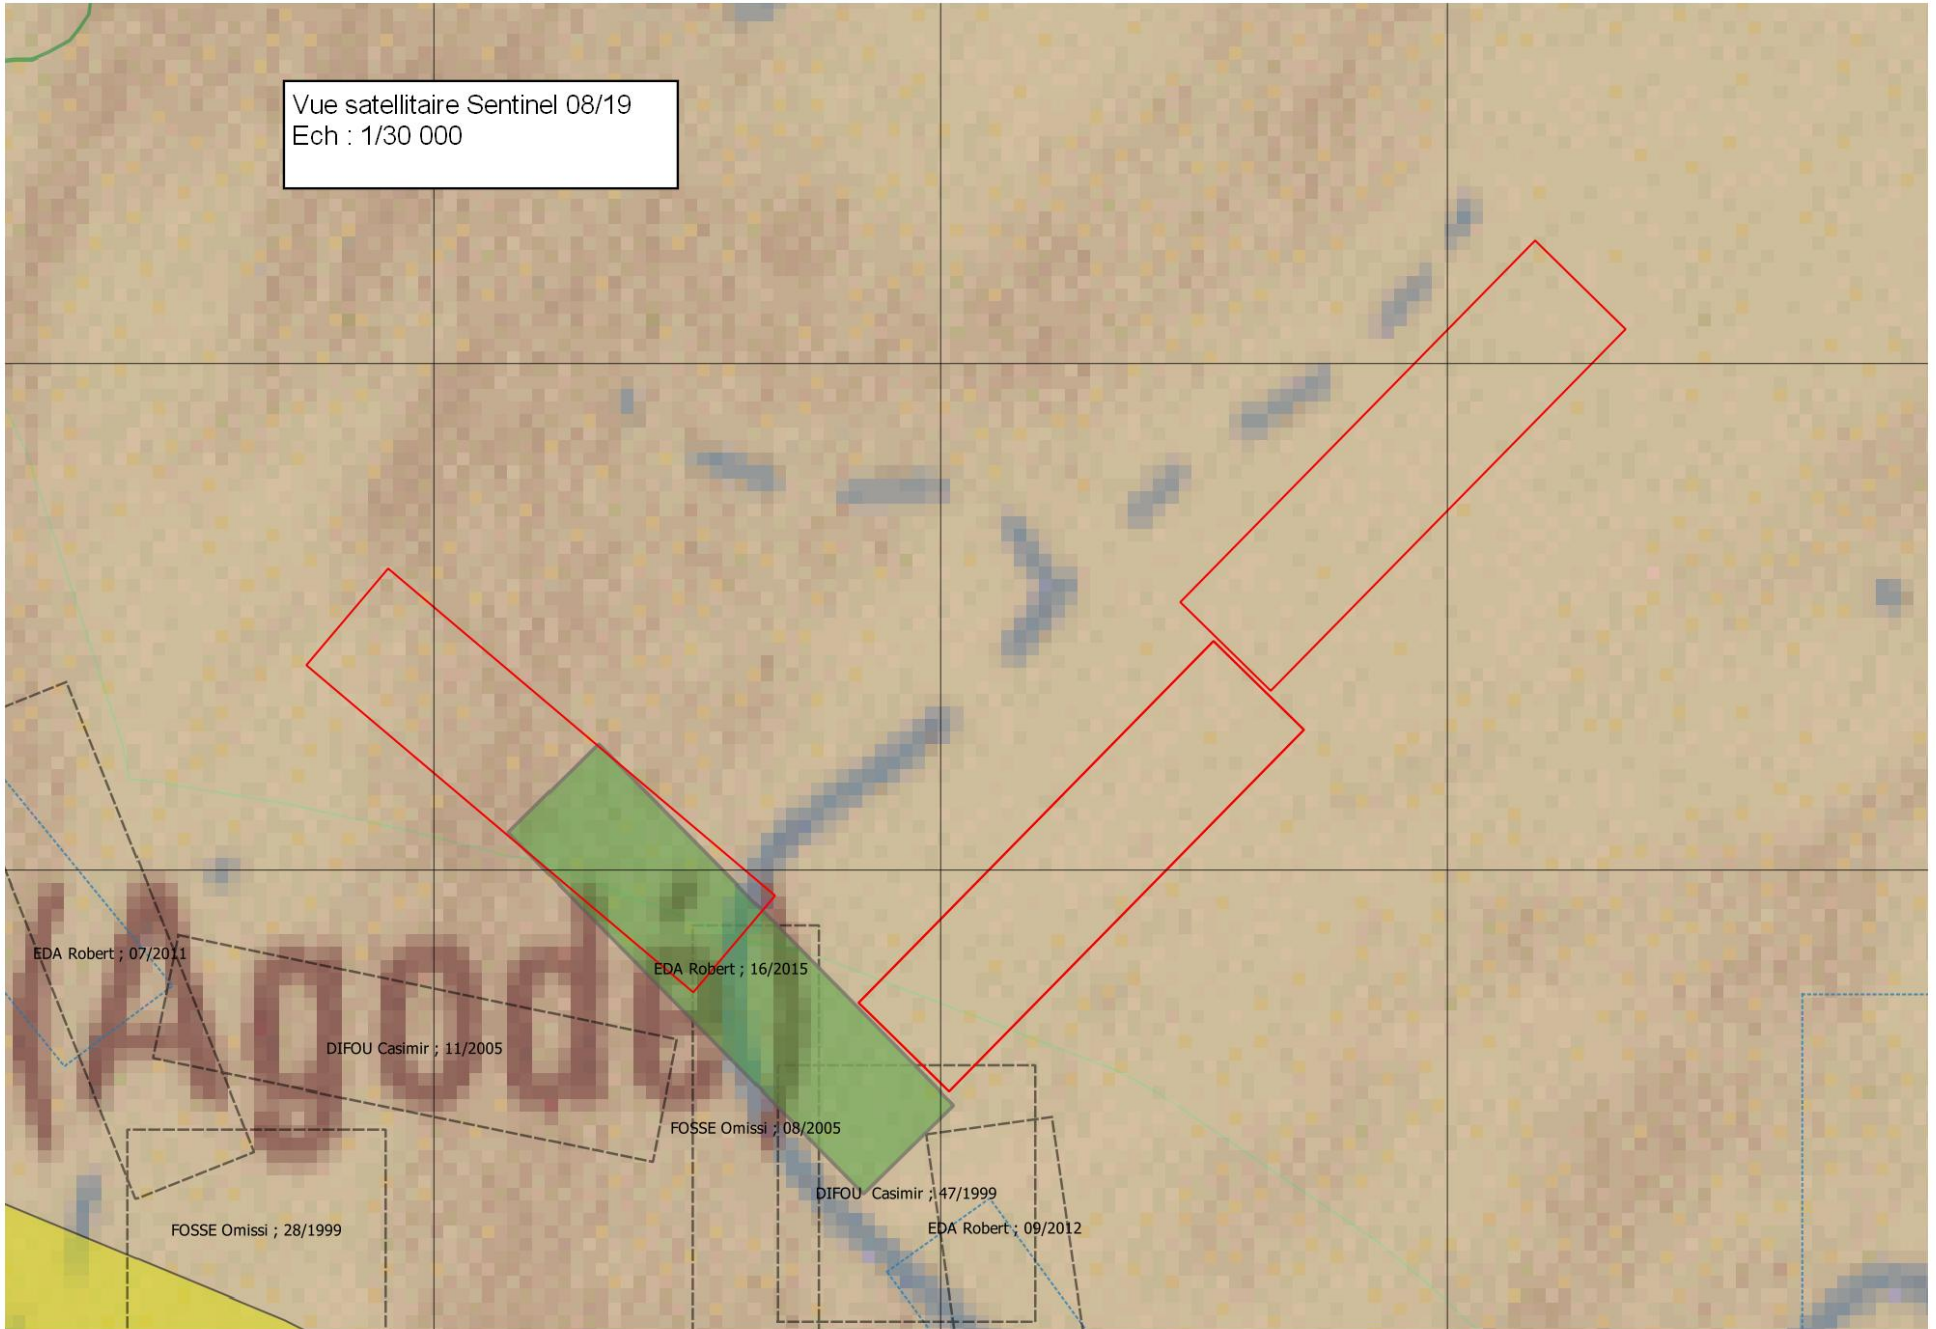 Vue satellitaire Sentinel 08/19
Ech : 1/30 000
EDA Robert ; 07/2011
EDA Robert ; 16/2015
DIFOU Casimir ; 11/2005
FOSSE Omissi ; 08/2005
DIFOU Casimir ; 47/1999
FOSSE Omissi ; 28/1999
EDA Robert ; 09/2012